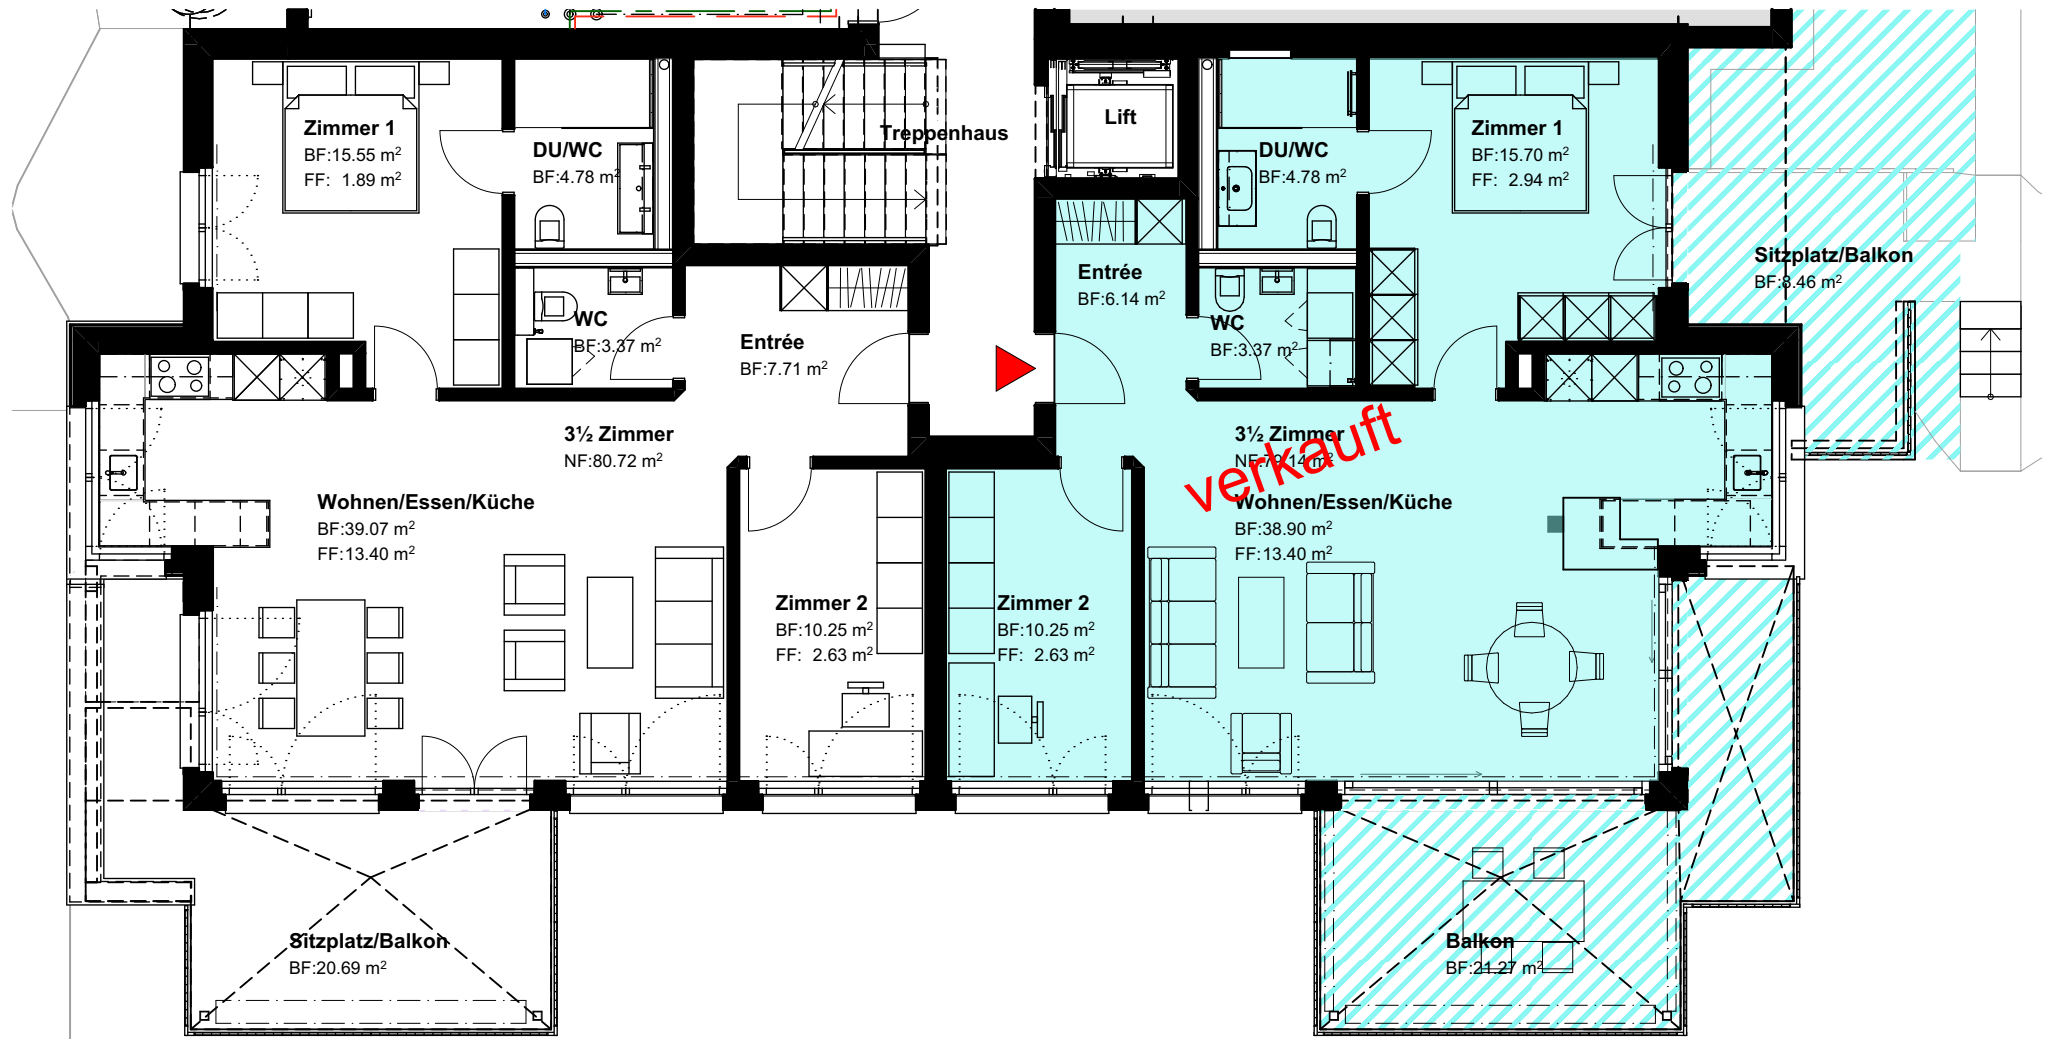 Zimmer 1
BF:15.55 m²
FF: 1.89 m²
DU/WC
BF:4.78 m²
Treppenhaus
Lift
DU/WC
BF:4.78 m²
Zimmer 1
BF:15.70 m²
FF: 2.94 m²
Sitzplatz/Balkon
BF:8.46 m²
WC
BF:3.37 m²
Entrée
BF:7.71 m²
Entrée
BF:6.14 m²
WC
BF:3.37 m²
3½ Zimmer
NF:80.72 m²
3½ Zimmer
NF:79.14 m²
verkauft
Wohnen/Essen/Küche
BF:39.07 m²
FF:13.40 m²
Wohnen/Essen/Küche
BF:38.90 m²
FF:13.40 m²
Zimmer 2
BF:10.25 m²
FF: 2.63 m²
Zimmer 2
BF:10.25 m²
FF: 2.63 m²
Sitzplatz/Balkon
BF:20.69 m²
Balkon
BF:21.27 m²